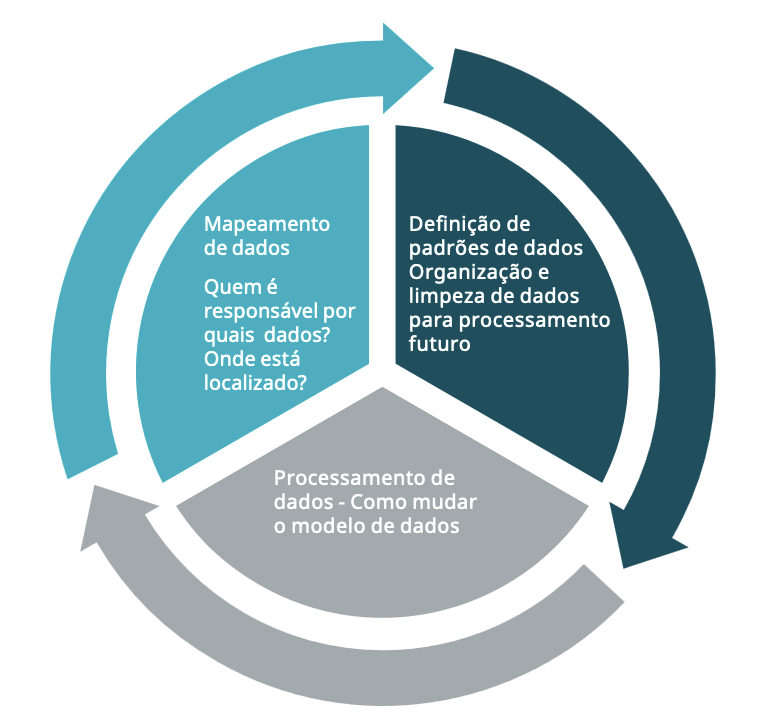 Mapeamento
de dados
Quem é
responsável por
quais dados?
Onde está
localizado?
Definição de
padrões de dados
Organização e
limpeza de dados
para processamento
futuro
Processamento de
dados - Como mudar
o modelo de dados